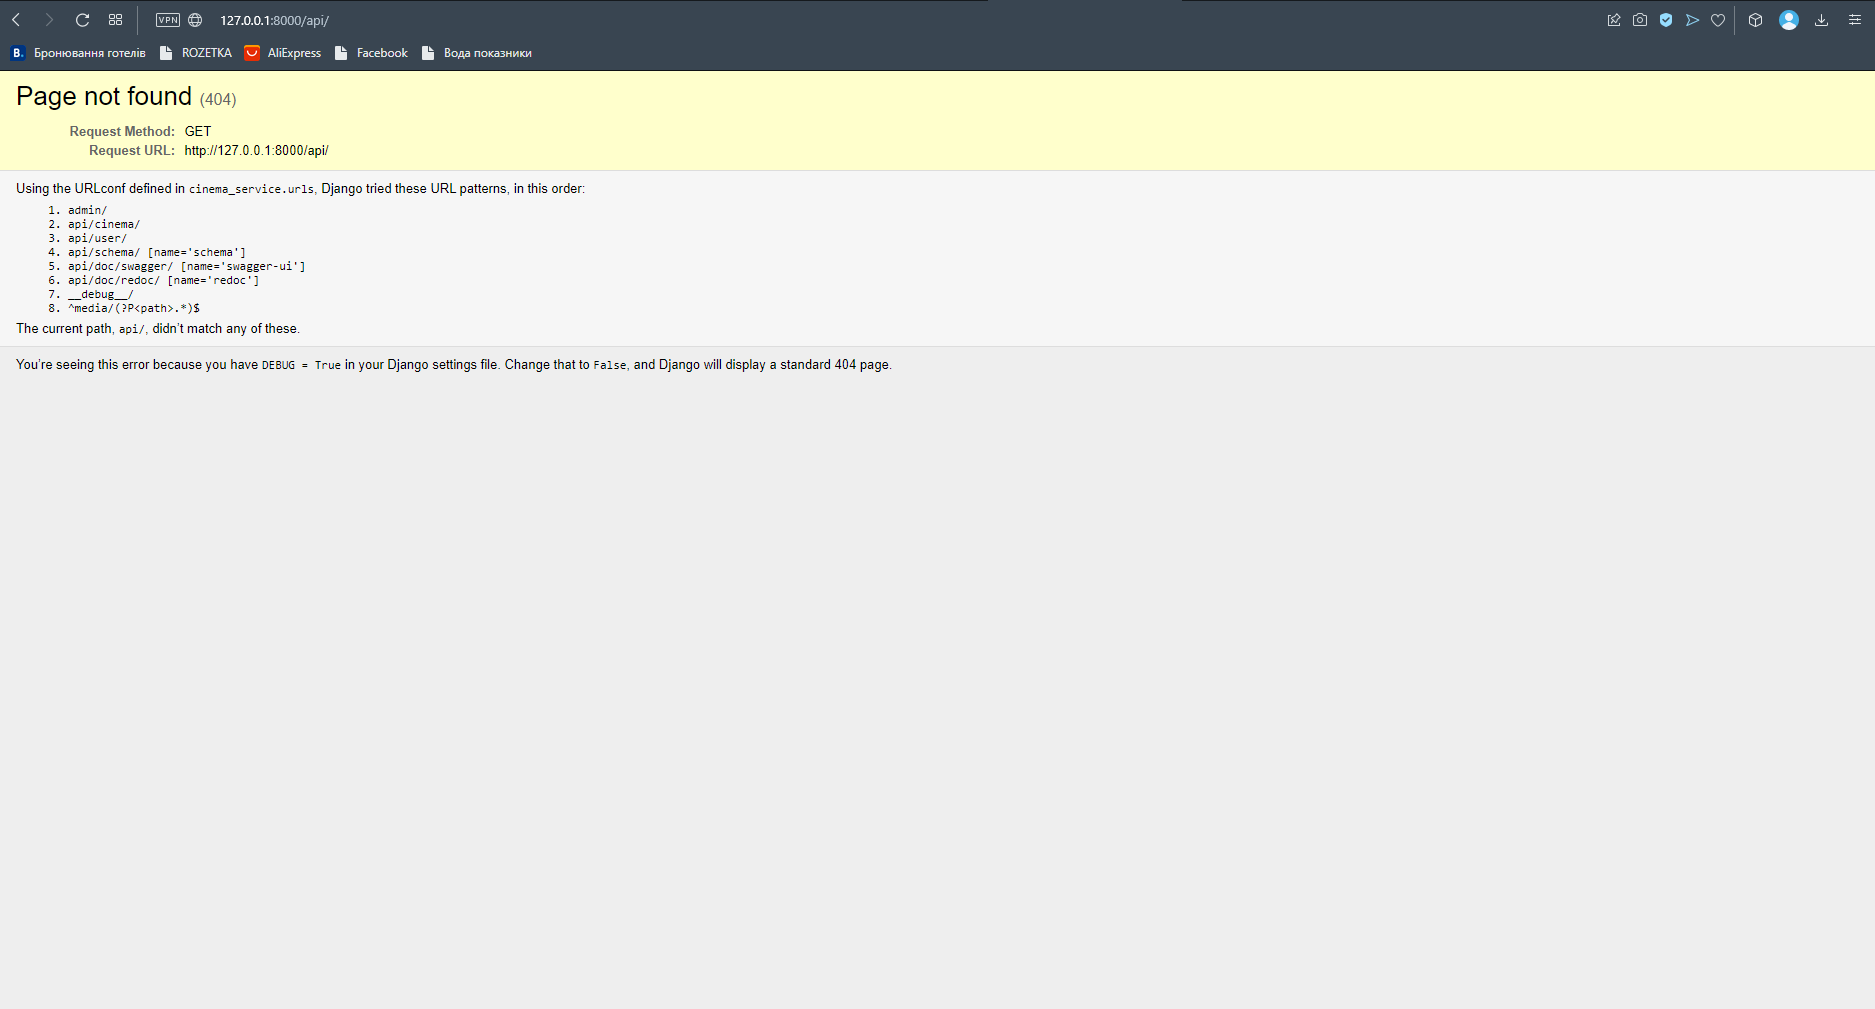 VPN 127.0.0.1:8000/api/
B. Бронювання готелів ROZETKA AliExpress Facebook Вода показники
Page not found (404)
Request Method: GET
Request URL: http://127.0.0.1:8000/api/
Using the URLconf defined in cinema_service.urls, Django tried these URL patterns, in this order:
1. admin/
2. api/cinema/
3. api/user/
4. api/schema/ [name='schema']
5. api/doc/swagger/ [name='swagger-ui']
6. api/doc/redoc/ [name='redoc']
7. __debug__/
8. ^media/(?P<path>.*)$
The current path, api/, didn’t match any of these.
You’re seeing this error because you have DEBUG = True in your Django settings file. Change that to False, and Django will display a standard 404 page.